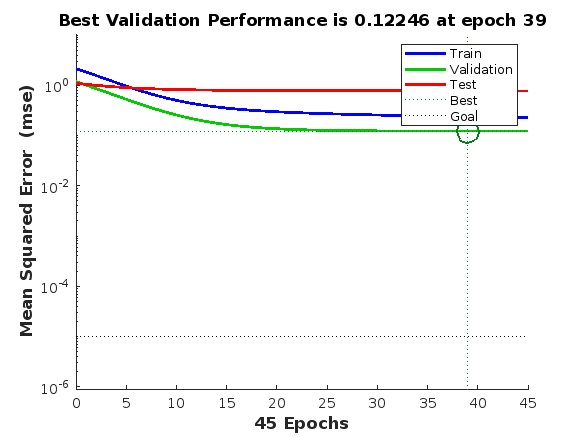 Best Validation Performance is 0.12246 at epoch 39
Mean Squared Error  (mse)
10^0
10^-2
10^-4
10^-6
Train
Validation
Test
Best
Goal
0 5 10 15 20 25 30 35 40 45
45 Epochs